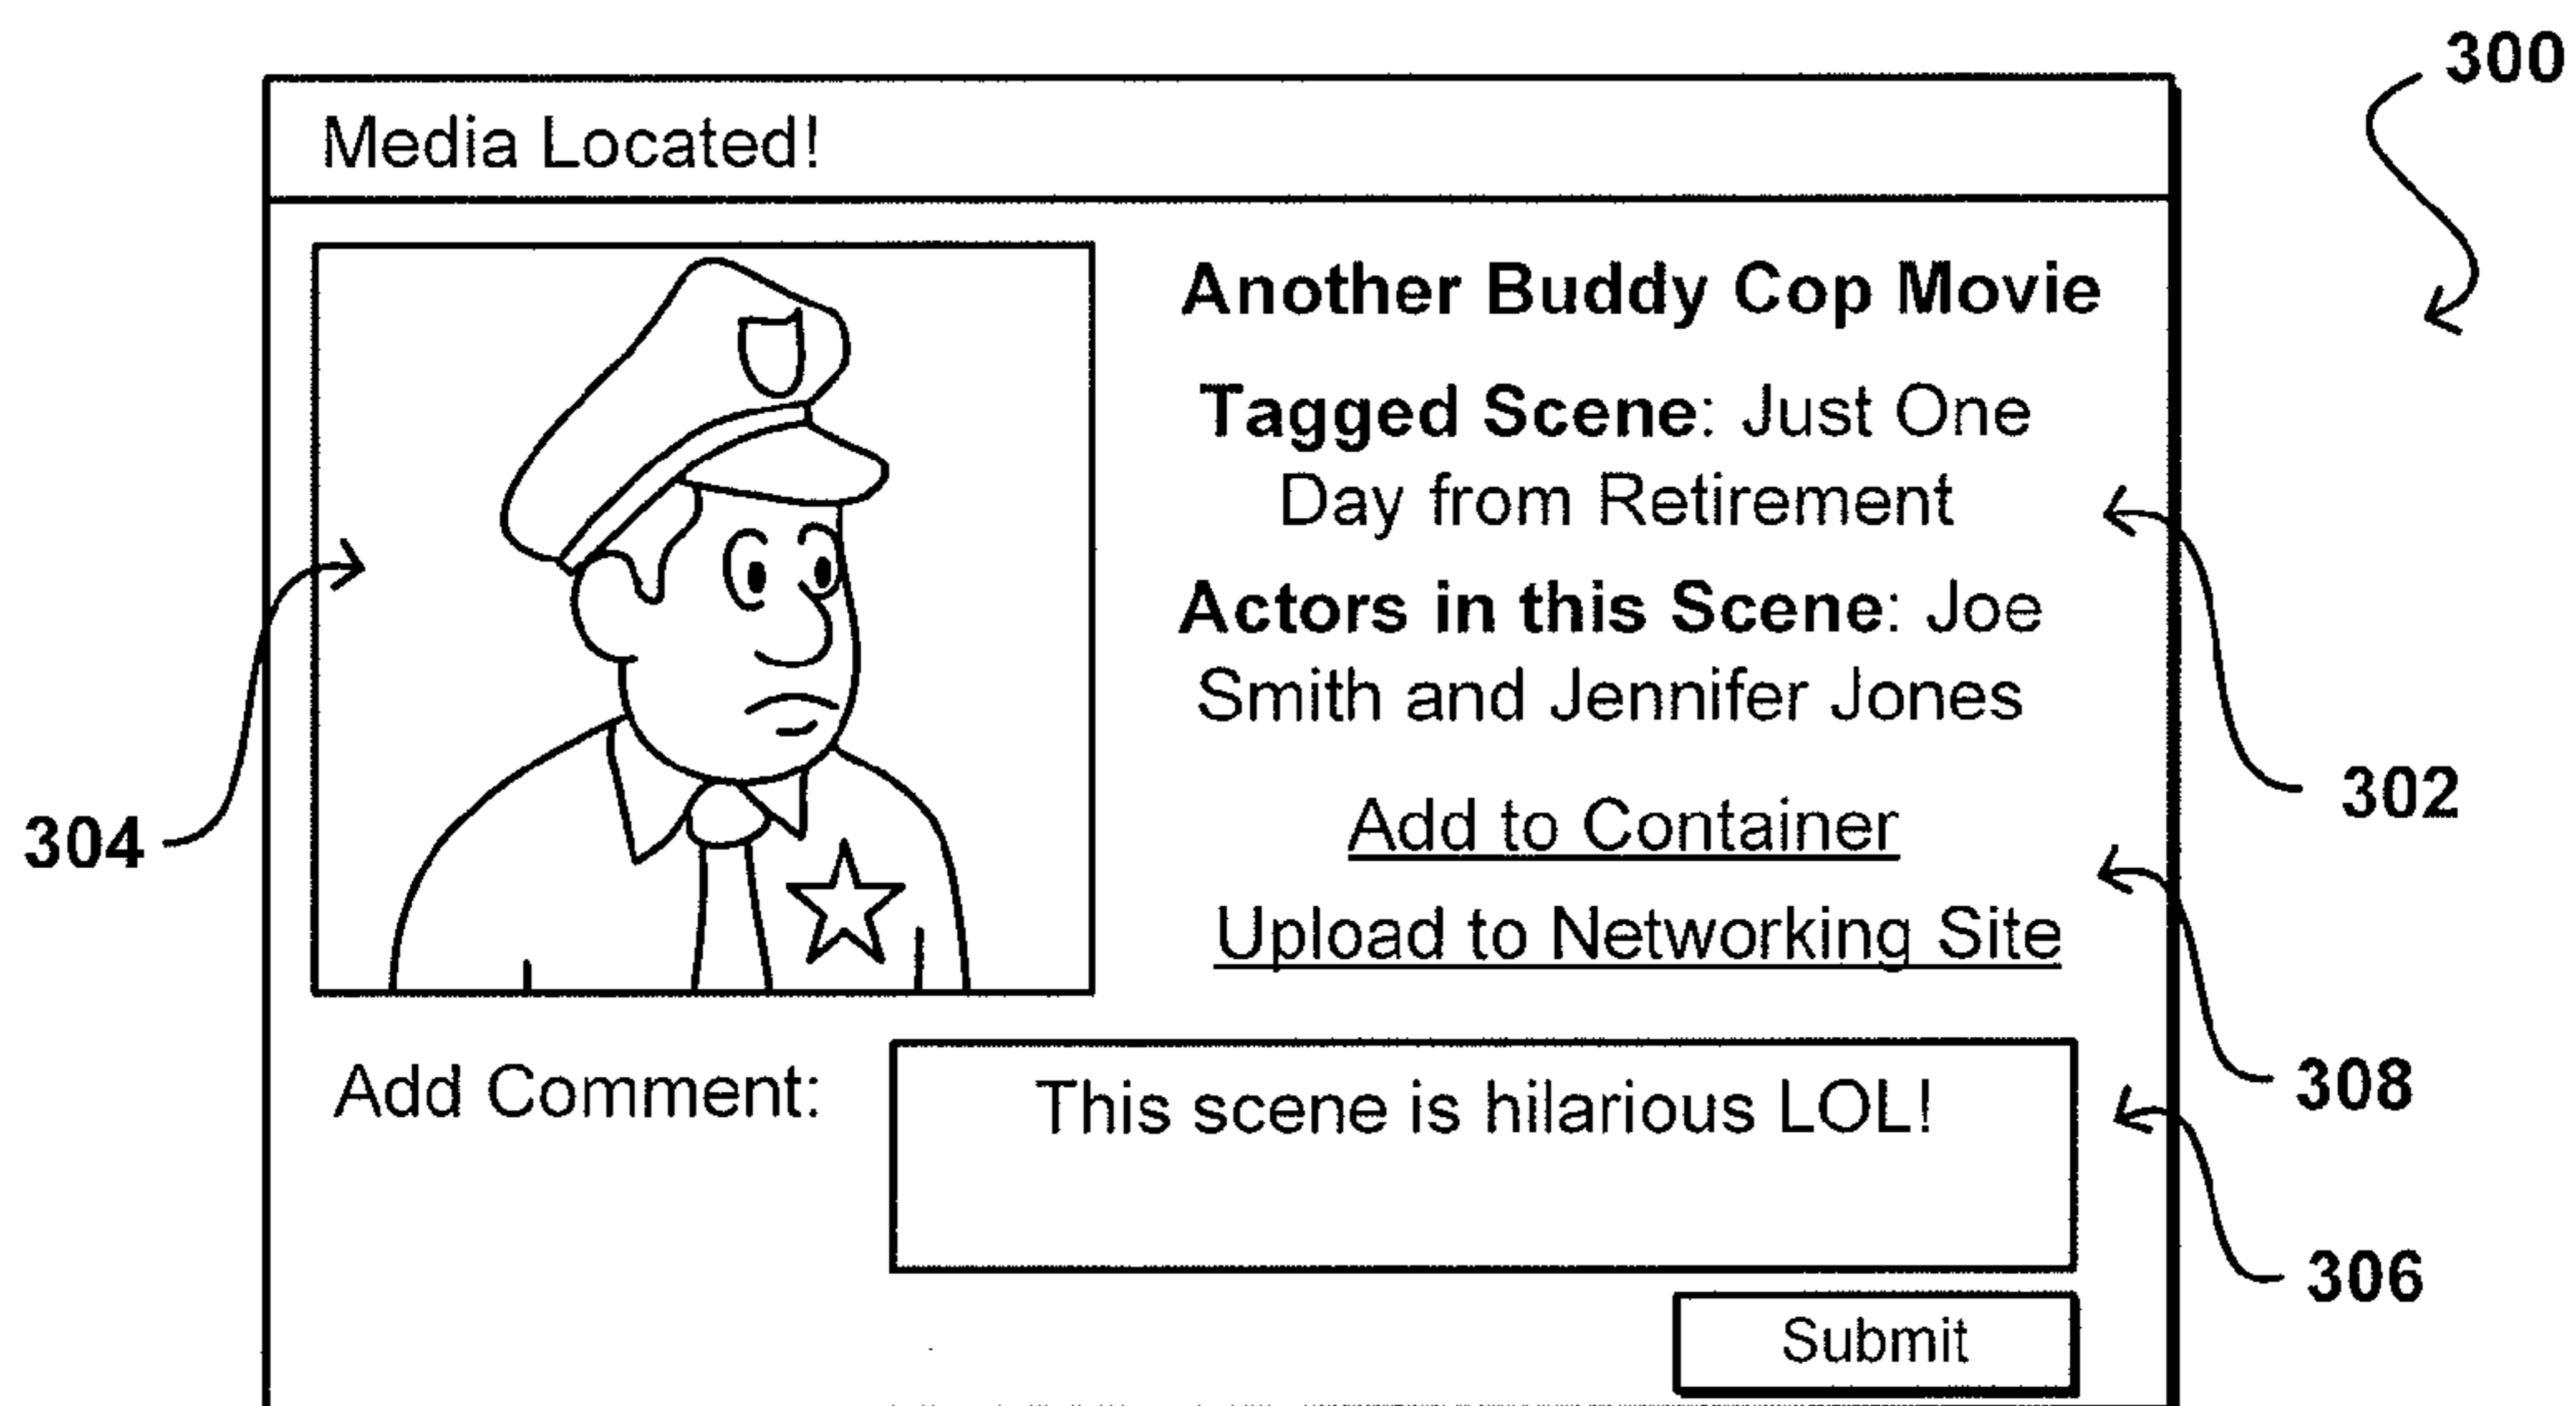 300
Media Located!
Another Buddy Cop Movie
Tagged Scene: Just One
Day from Retirement
Actors in this Scene: Joe
Smith and Jennifer Jones
302
304
Add to Container
Upload to Networking Site
308
Add Comment:
This scene is hilarious LOL!
306
Submit